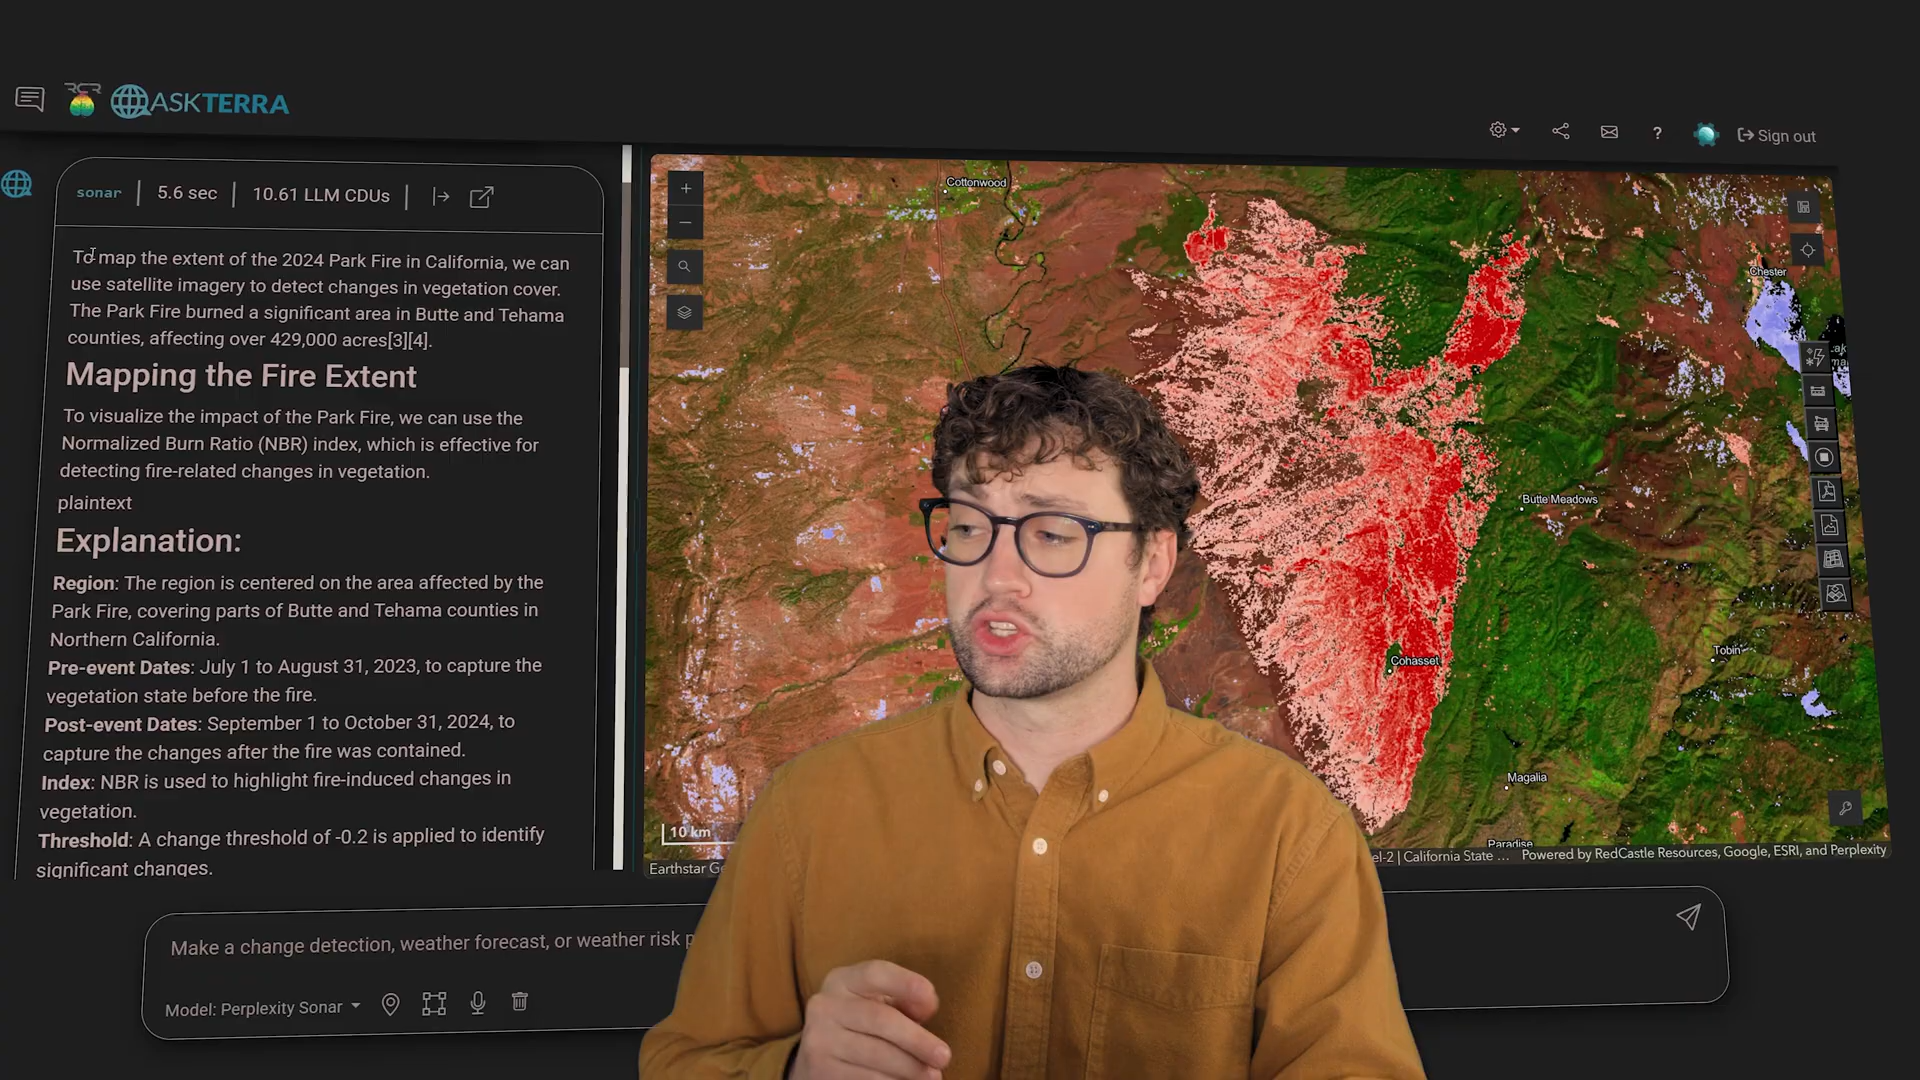 RCR
ASKTERRA
Sign out
sonar | 5.6 sec | 10.61 LLM CDUs |
To map the extent of the 2024 Park Fire in California, we can
use satellite imagery to detect changes in vegetation cover.
The Park Fire burned a significant area in Butte and Tehama
counties, affecting over 429,000 acres[3][4].
Mapping the Fire Extent
To visualize the impact of the Park Fire, we can use the
Normalized Burn Ratio (NBR) index, which is effective for
detecting fire-related changes in vegetation.
plaintext
Explanation:
Region: The region is centered on the area affected by the
Park Fire, covering parts of Butte and Tehama counties in
Northern California.
Pre-event Dates: July 1 to August 31, 2023, to capture the
vegetation state before the fire.
Post-event Dates: September 1 to October 31, 2024, to
capture the changes after the fire was contained.
Index: NBR is used to highlight fire-induced changes in
vegetation.
Threshold: A change threshold of -0.2 is applied to identify
significant changes.
Cottonwood
Chester
Butte Meadows
Tobin
Cohasset
Magalia
Paradise
10 km
Earthstar
California State ... Powered by RedCastle Resources, Google, ESRI, and Perplexity
Make a change detection, weather forecast, or weather risk
Model: Perplexity Sonar